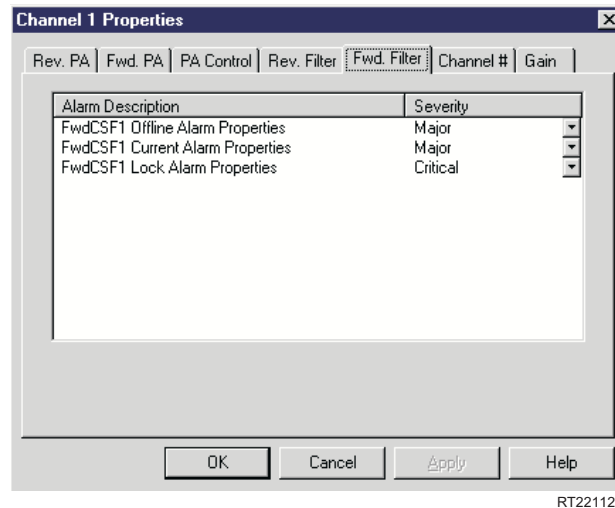 Channel 1 Properties
Rev. PA Fwd. PA PA Control Rev. Filter Fwd. Filter Channel # Gain
Alarm Description Severity
FwdCSF1 Offline Alarm Properties Major
FwdCSF1 Current Alarm Properties Major
FwdCSF1 Lock Alarm Properties Critical
OK Cancel Apply Help
RT22112